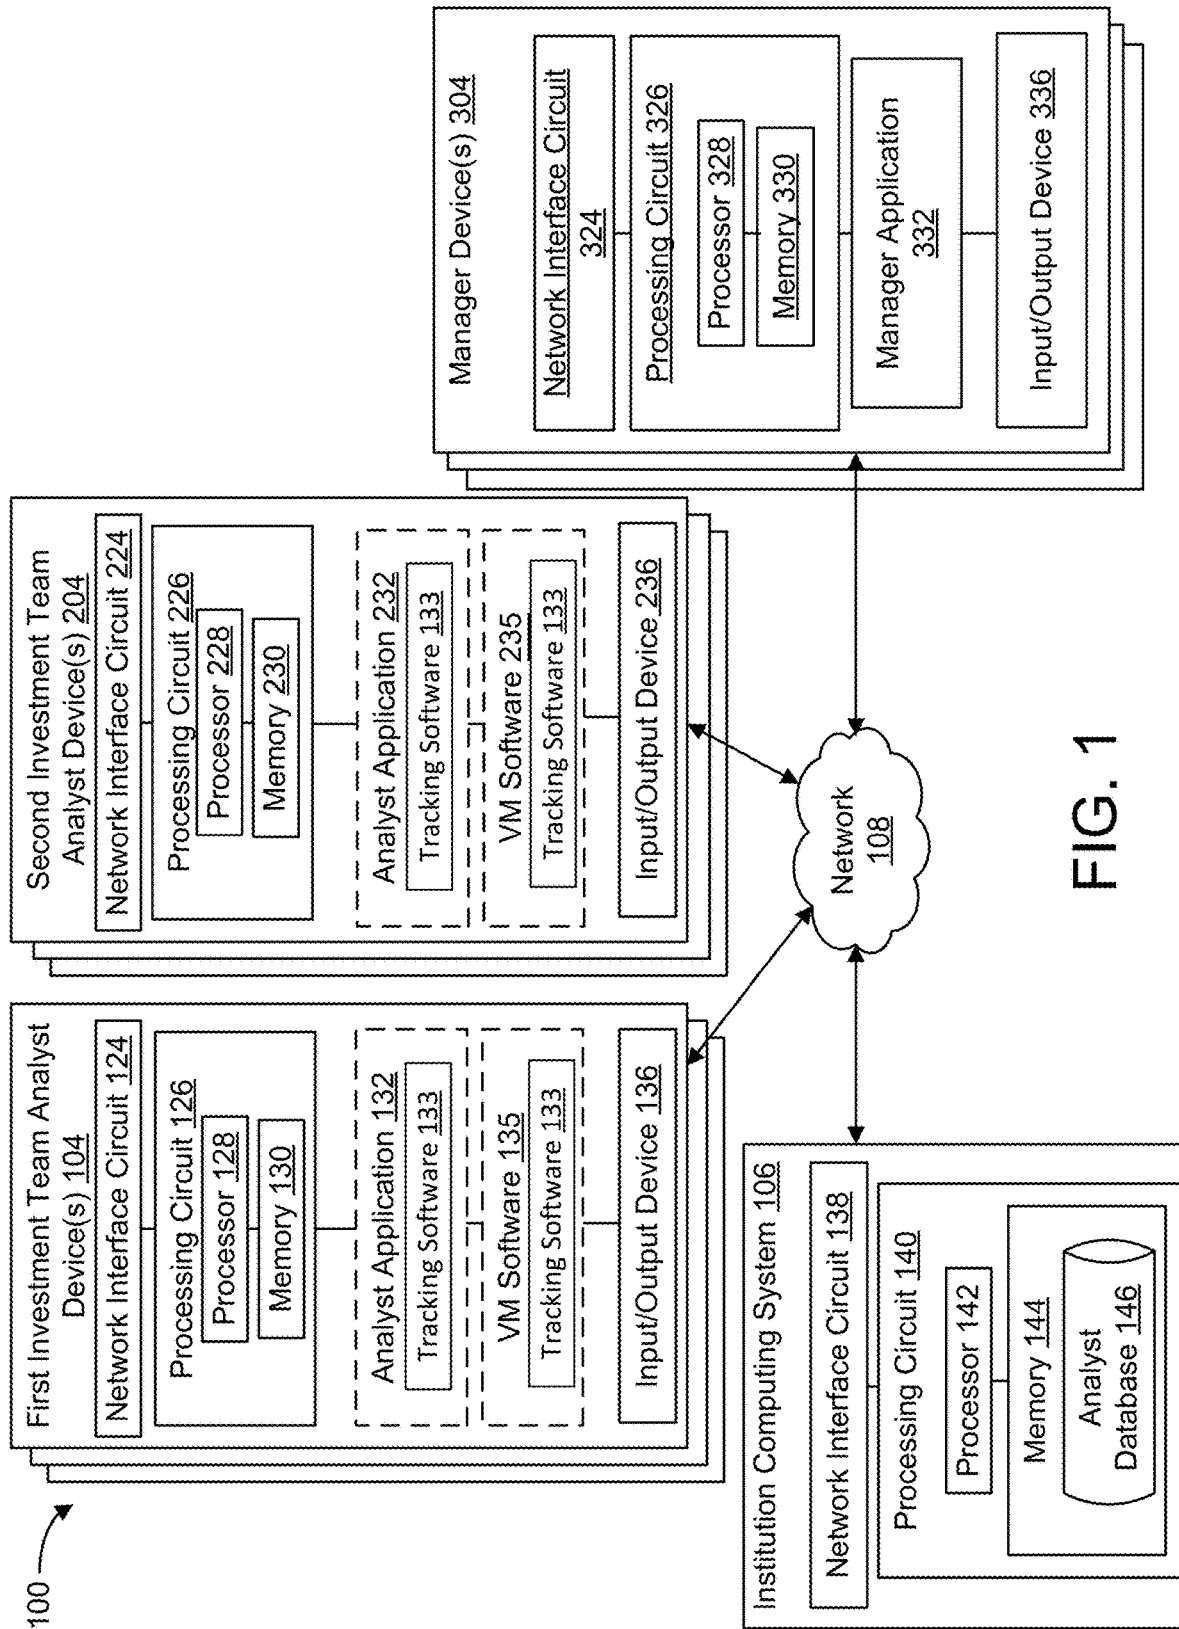 100
First Investment Team Analyst
Device(s) 104
Network Interface Circuit 124
Processing Circuit 126
Processor 128
Memory 130
Analyst Application 132
Tracking Software 133
VM Software 135
Tracking Software 133
Input/Output Device 136
Second Investment Team
Analyst Device(s) 204
Network Interface Circuit 224
Processing Circuit 226
Processor 228
Memory 230
Analyst Application 232
Tracking Software 133
VM Software 235
Tracking Software 133
Input/Output Device 236
Manager Device(s) 304
Network Interface Circuit
324
Processing Circuit 326
Processor 328
Memory 330
Manager Application
332
Input/Output Device 336
Institution Computing System 106
Network Interface Circuit 138
Processing Circuit 140
Processor 142
Memory 144
Analyst
Database 146
Network
108
FIG. 1